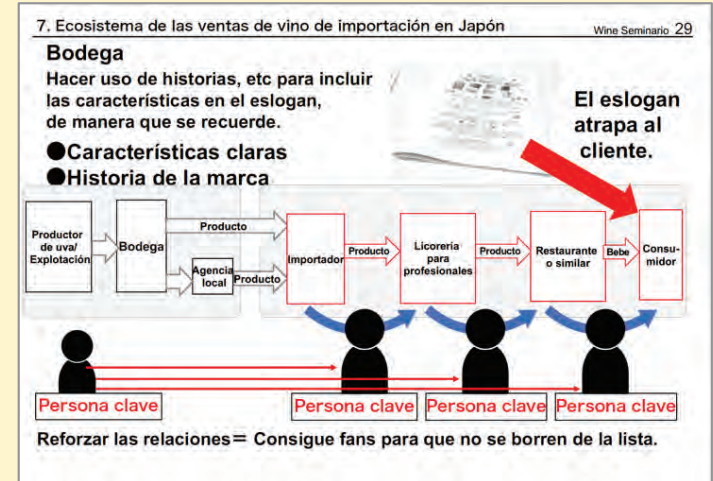 7. Ecosistema de las ventas de vino de importación en Japón
Wine Seminario 29
Bodega
Hacer uso de historias, etc para incluir
las características en el eslogan,
de manera que se recuerde.
●Características claras
●Historia de la marca
El eslogan
atrapa al
cliente.
Productor
de uva/
Explotación
Bodega
Producto
Agencia
local
Producto
Importador
Producto
Licorería
para
profesionales
Producto
Restaurante
o similar
Bebe
Consu-
midor
Persona clave
Persona clave
Persona clave
Persona clave
Reforzar las relaciones= Consigue fans para que no se borren de la lista.